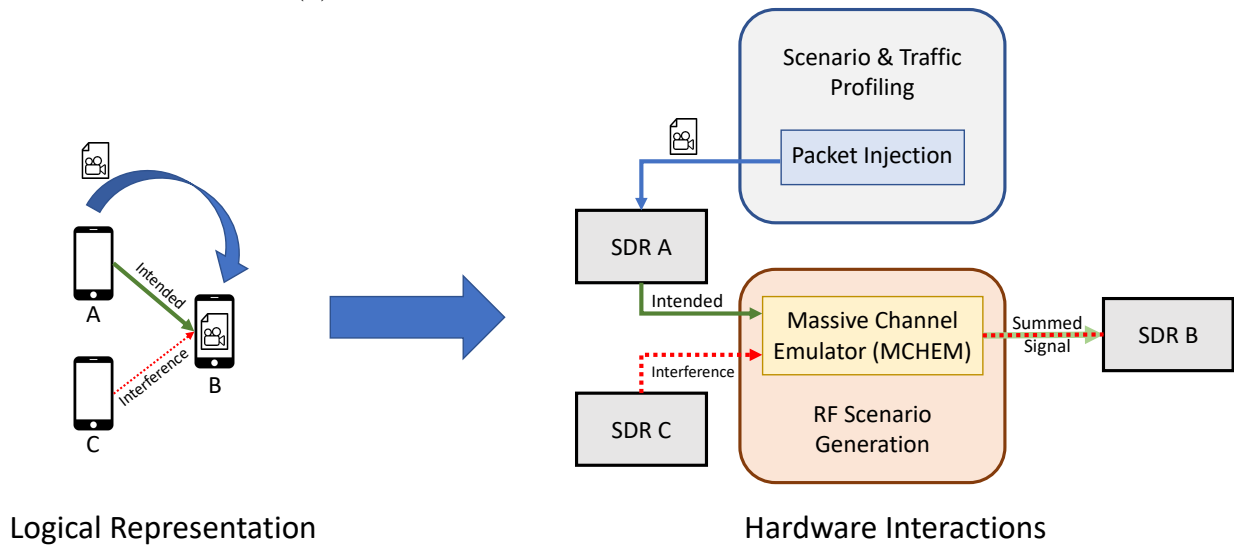 Scenario & Traffic
Profiling
Packet Injection
SDR A
Intended
A
Intended
Massive Channel
Emulator (MCHEM)
Summed
Signal
SDR B
Interference
B
Interference
C
SDR C
RF Scenario
Generation
Logical Representation
Hardware Interactions